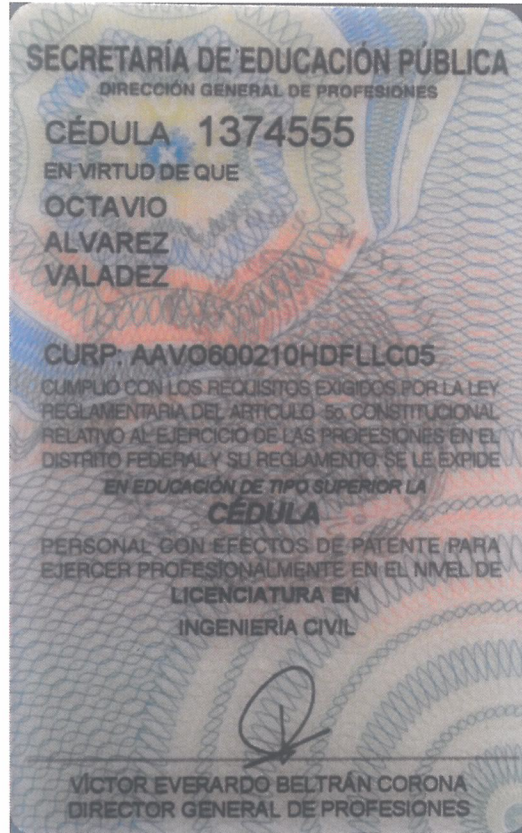 SECRETARÍA DE EDUCACIÓN PÚBLICA
DIRECCIÓN GENERAL DE PROFESIONES
CÉDULA 1374555
EN VIRTUD DE QUE
OCTAVIO
ALVAREZ
VALADEZ
CURP: AAVO600210HDFLLC05
CUMPLIÓ CON LOS REQUISITOS EXIGIDOS POR LA LEY
REGLAMENTARIA DEL ARTICULO 5o. CONSTITUCIONAL
RELATIVO AL EJERCICIO DE LAS PROFESIONES EN EL
DISTRITO FEDERAL Y SU REGLAMENTO, SE LE EXPIDE
EN EDUCACIÓN DE TIPO SUPERIOR LA
CÉDULA
PERSONAL CON EFECTOS DE PATENTE PARA
EJERCER PROFESIONALMENTE EN EL NIVEL DE
LICENCIATURA EN
INGENIERÍA CIVIL
VÍCTOR EVERARDO BELTRÁN CORONA
DIRECTOR GENERAL DE PROFESIONES